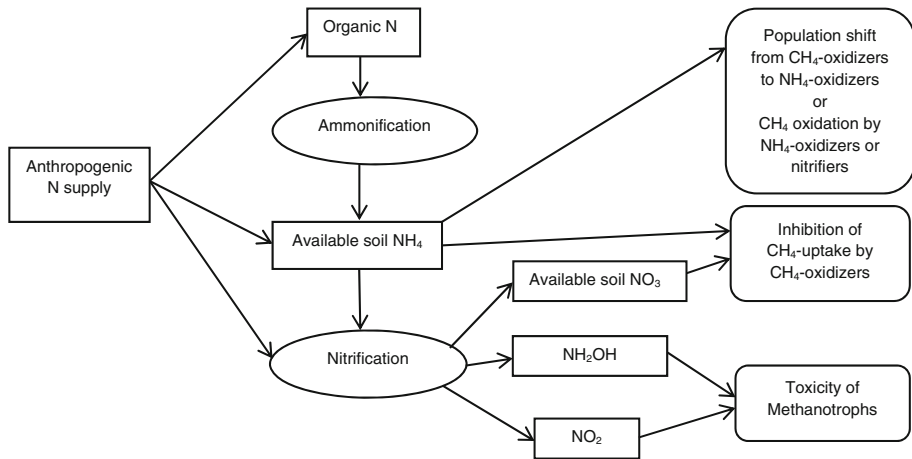 Organic N
Population shift
from CH₄-oxidizers
to NH₄-oxidizers
or
CH₄ oxidation by
NH₄-oxidizers or
nitrifiers
Ammonification
Anthropogenic
N supply
Available soil NH₄
Inhibition of
CH₄-uptake by
CH₄-oxidizers
Available soil NO₃
Nitrification
NH₂OH
Toxicity of
Methanotrophs
NO₂